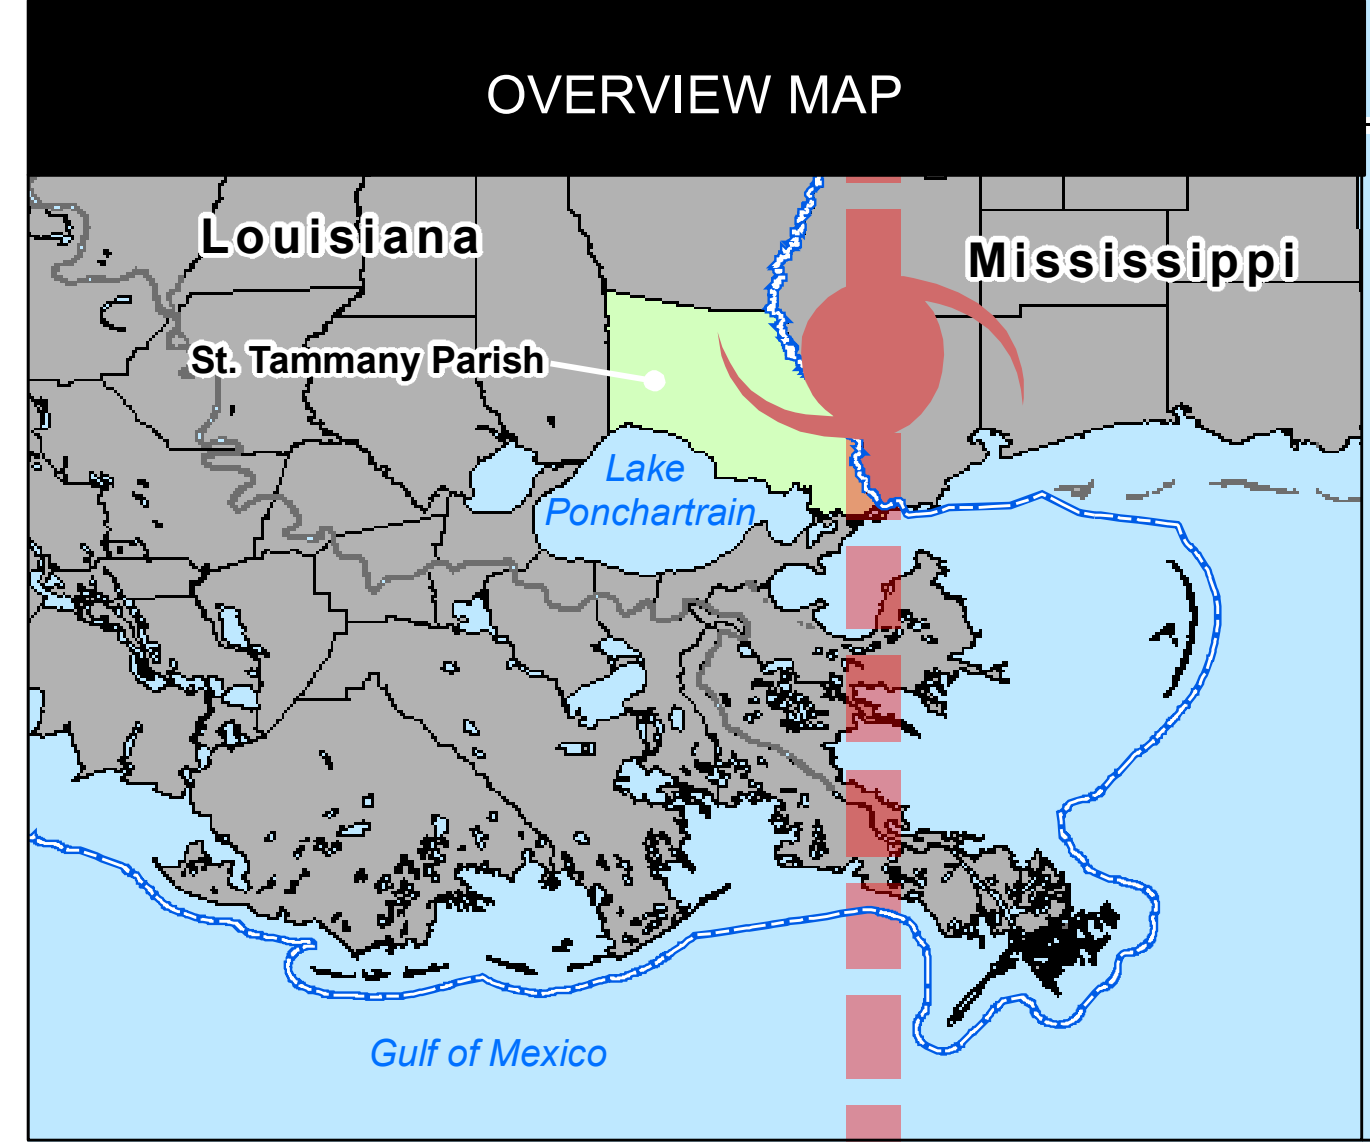 OVERVIEW MAP
Louisiana
Mississippi
St. Tammany Parish
Lake
Ponchartrain
Gulf of Mexico